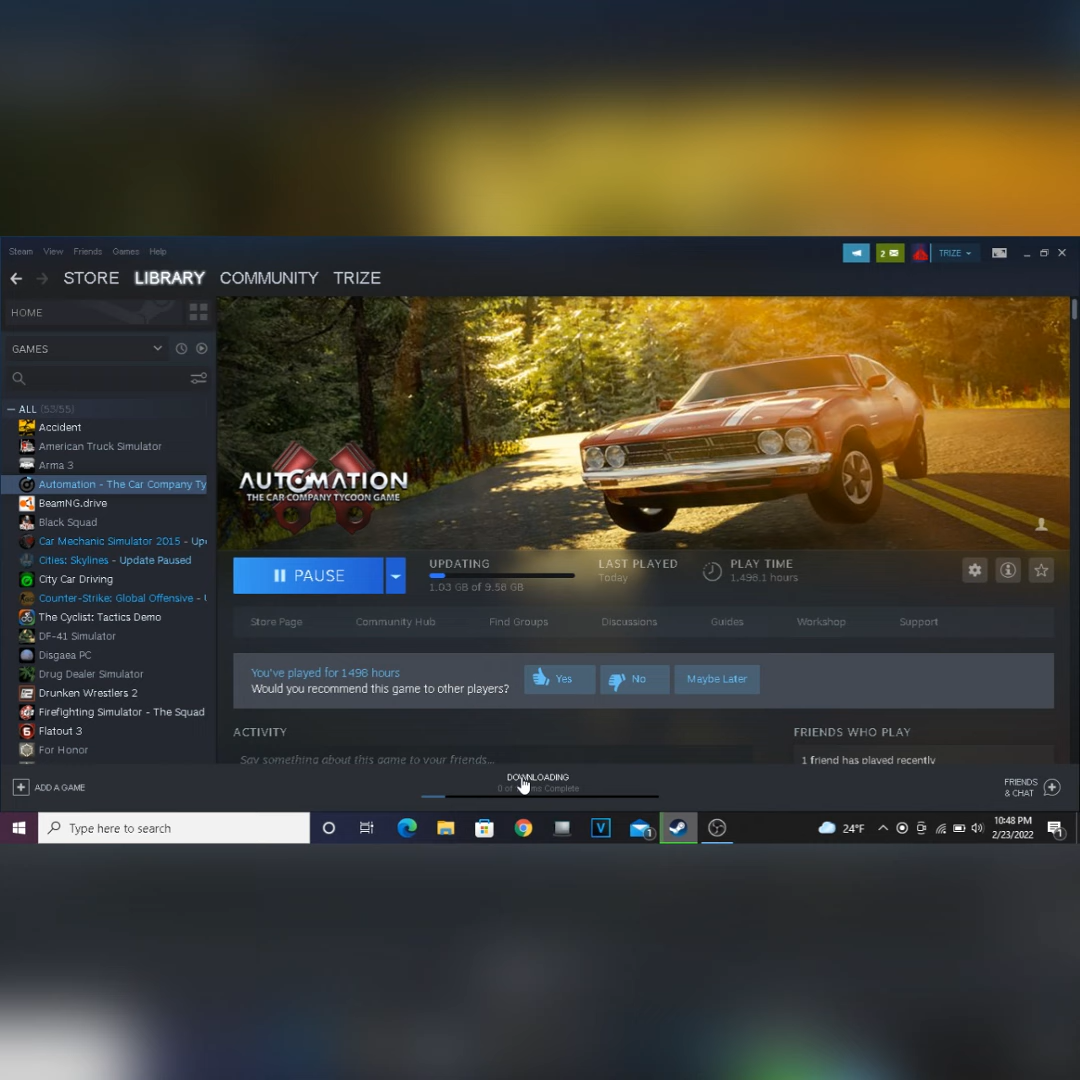 Steam View Friends Games Help
2
TRIZE
STORE LIBRARY COMMUNITY TRIZE
HOME
GAMES
ALL (53/55)
Accident
American Truck Simulator
Arma 3
Automation - The Car Company Ty
BeamNG.drive
Black Squad
Car Mechanic Simulator 2015 - Up
Cities: Skylines - Update Paused
City Car Driving
Counter-Strike: Global Offensive -
The Cyclist: Tactics Demo
DF-41 Simulator
Disgaea PC
Drug Dealer Simulator
Drunken Wrestlers 2
Firefighting Simulator - The Squad
Flatout 3
For Honor
AUTOMATION
THE CAR COMPANY TYCOON GAME
PAUSE
UPDATING
1.03 GB of 9.58 GB
LAST PLAYED
Today
PLAY TIME
1,498.1 hours
Store Page Community Hub Find Groups Discussions Guides Workshop Support
You've played for 1498 hours
Would you recommend this game to other players?
Yes
No
Maybe Later
ACTIVITY
Say something about this game to your friends...
FRIENDS WHO PLAY
1 friend has played recently
ADD A GAME
DOWNLOADING
0 of Complete
FRIENDS
& CHAT
Type here to search
V
1
24°F
10:48 PM
2/23/2022
1